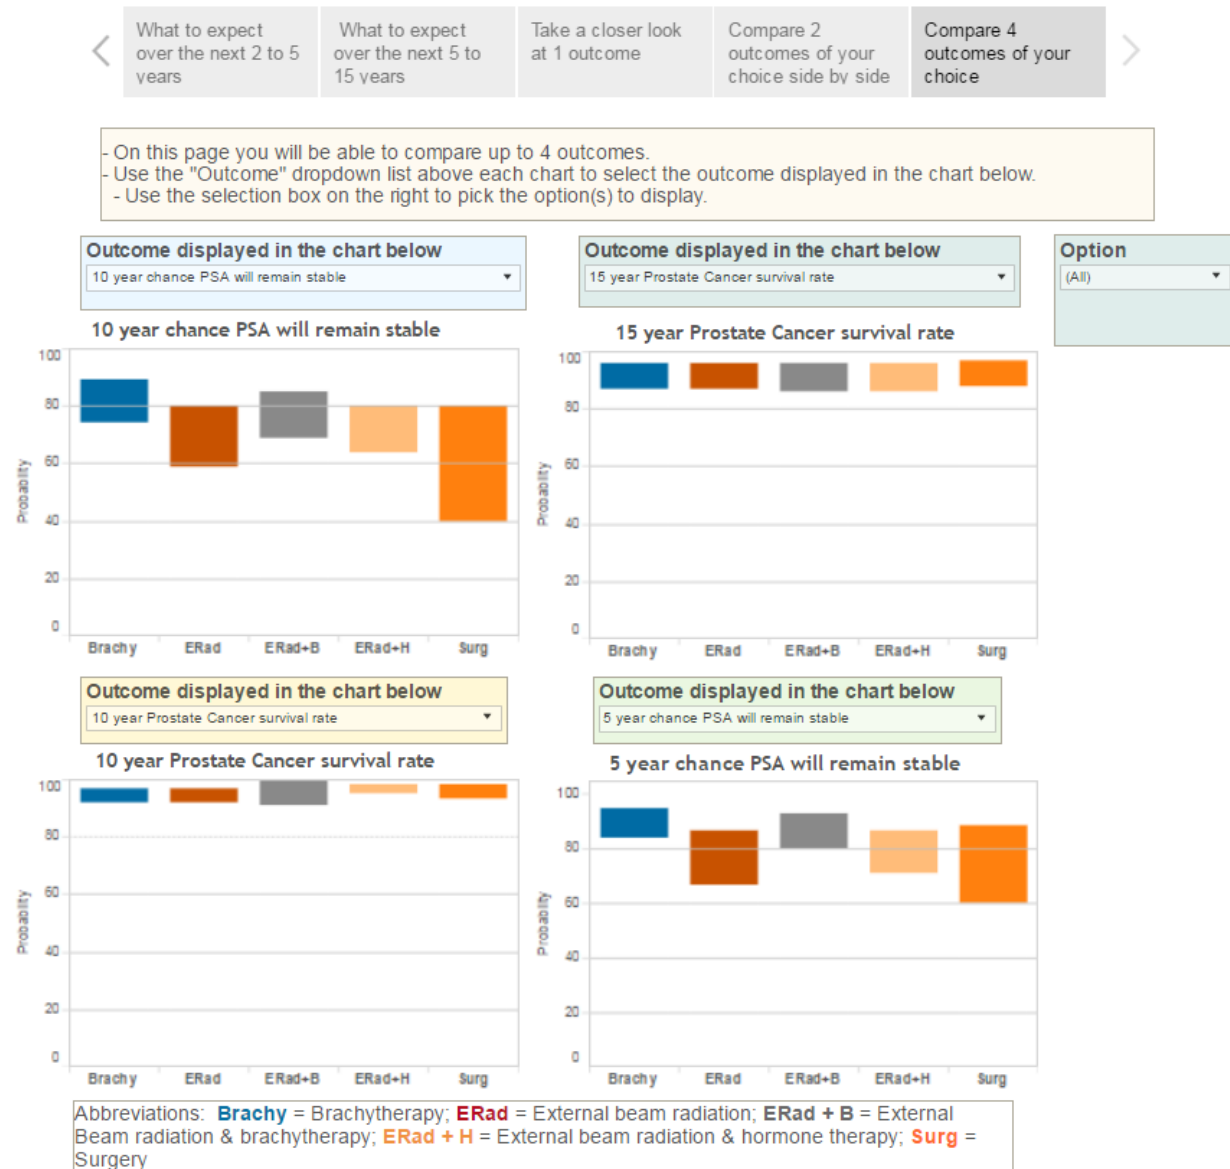 What to expect
over the next 2 to 5
years
What to expect
over the next 5 to
15 years
Take a closer look
at 1 outcome
Compare 2
outcomes of your
choice side by side
Compare 4
outcomes of your
choice
- On this page you will be able to compare up to 4 outcomes.
- Use the "Outcome" dropdown list above each chart to select the outcome displayed in the chart below.
- Use the selection box on the right to pick the option(s) to display.
Outcome displayed in the chart below
10 year chance PSA will remain stable
Outcome displayed in the chart below
15 year Prostate Cancer survival rate
Option
(All)
10 year chance PSA will remain stable
100
80
60
40
20
0
Probablity
Brachy ERad ERad+B ERad+H Surg
15 year Prostate Cancer survival rate
100
80
60
40
20
0
Probablity
Brachy ERad ERad+B ERad+H Surg
Outcome displayed in the chart below
10 year Prostate Cancer survival rate
Outcome displayed in the chart below
5 year chance PSA will remain stable
10 year Prostate Cancer survival rate
100
80
60
40
20
0
Probablity
Brachy ERad ERad+B ERad+H Surg
5 year chance PSA will remain stable
100
80
60
40
20
0
Probablity
Brachy ERad ERad+B ERad+H Surg
Abbreviations: Brachy = Brachytherapy; ERad = External beam radiation; ERad + B = External
Beam radiation & brachytherapy; ERad + H = External beam radiation & hormone therapy; Surg =
Surgery